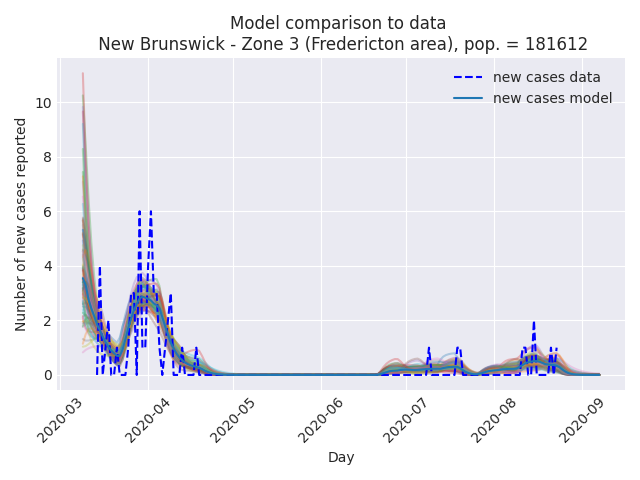 Model comparison to data
New Brunswick - Zone 3 (Fredericton area), pop. = 181612
new cases data
new cases model
Number of new cases reported
10
8
6
4
2
0
2020-03
2020-04
2020-05
2020-06
2020-07
2020-08
2020-09
Day